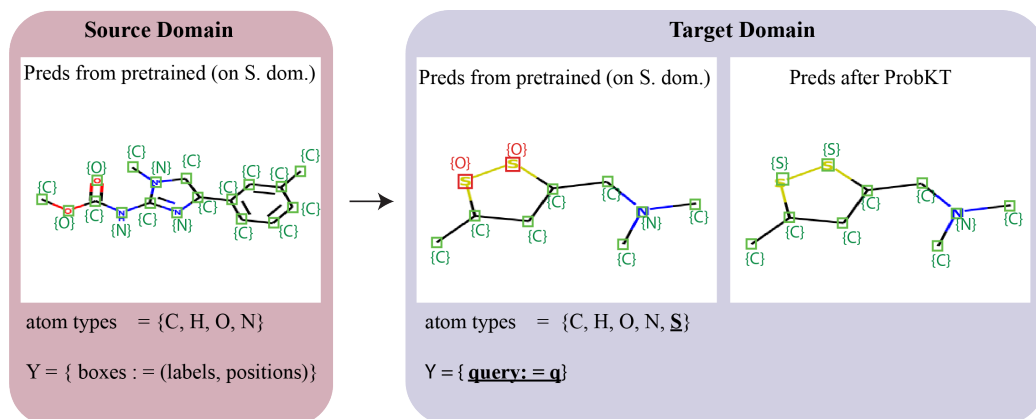 Source Domain
Preds from pretrained (on S. dom.)
{C}
{C}
{C}
{O}
{N}
{C}
{C}
{C}
{C}
O
N
O
N
N
{C}
{C}
{C}
{O}
{C}
{N}
{N}
{C}
{C}
atom types = {C, H, O, N}
Y = { boxes : = (labels, positions)}
Target Domain
Preds from pretrained (on S. dom.)
{O}
{O}
S
S
{C}
N
{N}
{C}
{C}
{C}
{C}
{C}
{C}
Preds after ProbKT
{S}
{S}
S
S
{C}
N
{N}
{C}
{C}
{C}
{C}
{C}
{C}
atom types = {C, H, O, N, S}
Y = { query: = q}